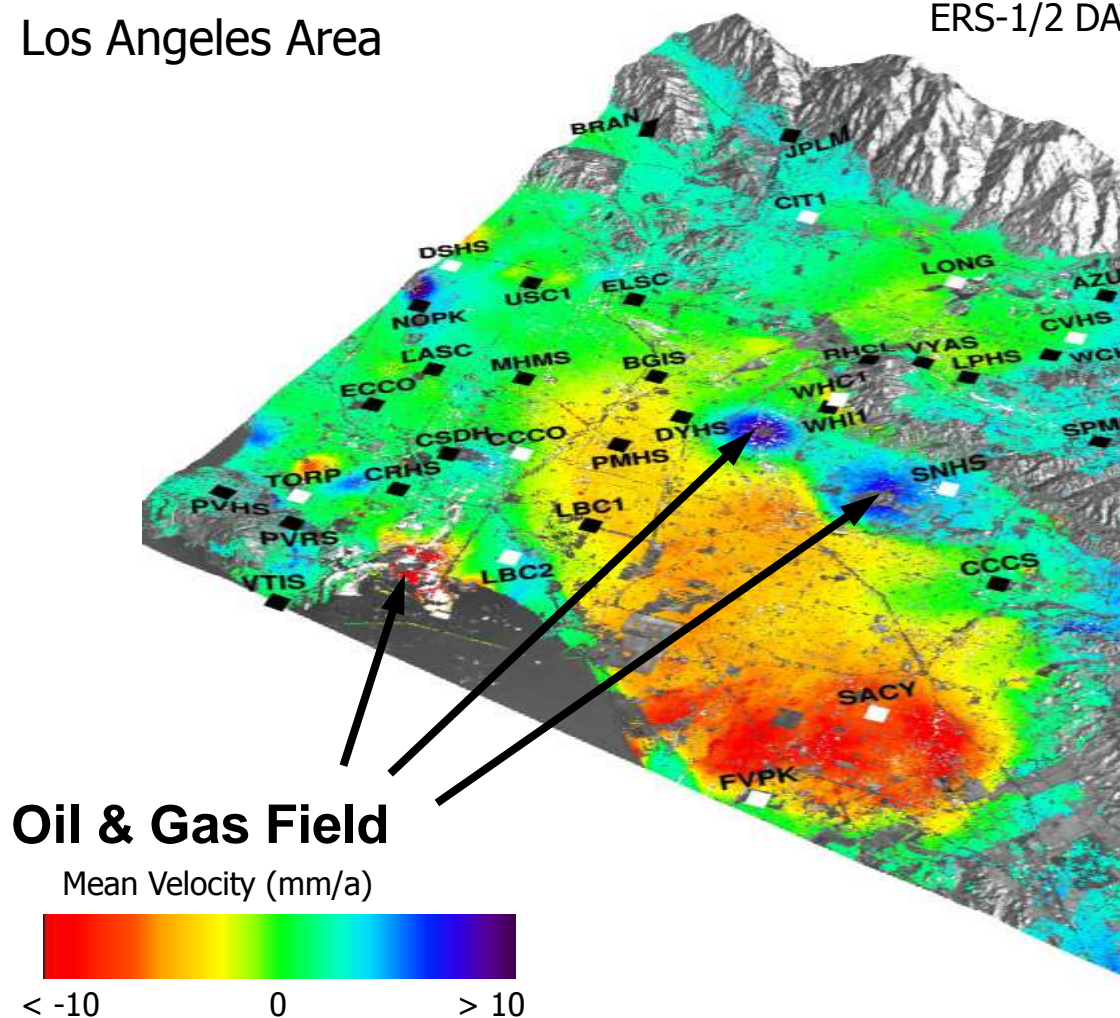 Los Angeles Area
ERS-1/2 DA
BRAN
JPLM
CIT1
DSHS
LONG
USC1
ELSC
AZU
NOPK
CVHS
LASC
MHMS
BGIS
RHCL
VYAS
LPHS
WCH
ECCO
WHC1
CSDH
CCCO
DYHS
WHI1
SPM
PMHS
TORP
CRHS
SNHS
PVHS
LBC1
PVRS
LBC2
CCCS
VTIS
SACY
FVPK
Oil & Gas Field
Mean Velocity (mm/a)
< -10 0 > 10